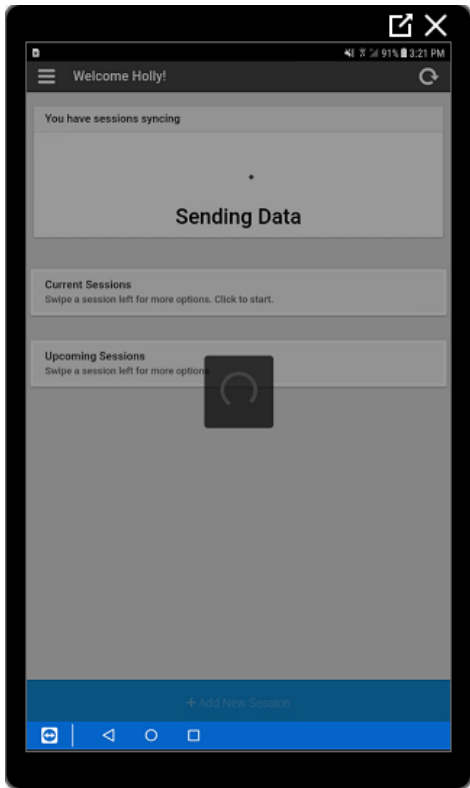 91% 3:21 PM
Welcome Holly!
You have sessions syncing
Sending Data
Current Sessions
Swipe a session left for more options. Click to start.
Upcoming Sessions
Swipe a session left for more options
+ Add New Session